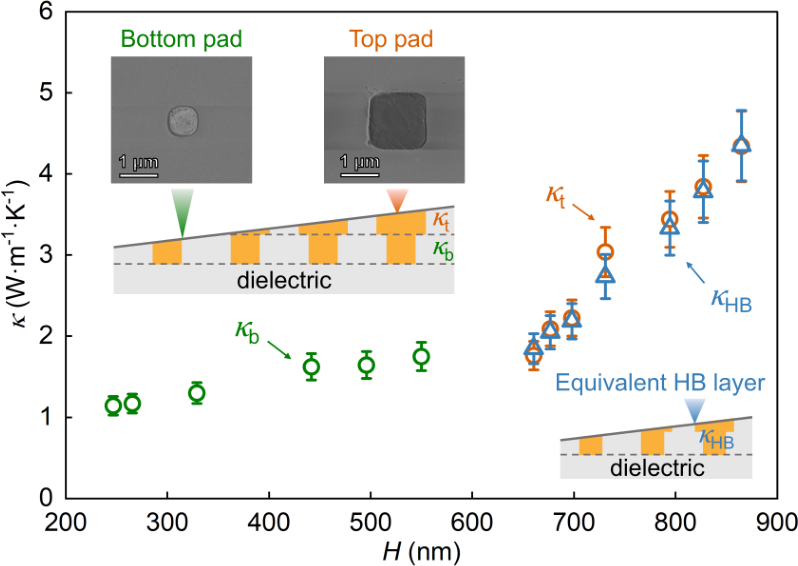 6
5
4
3
2
1
0
κ (W·m-1·K-1)
Bottom pad
Top pad
1 μm
1 μm
κt
κb
dielectric
κt
κHB
κb
Equivalent HB layer
κHB
dielectric
200 300 400 500 600 700 800 900
H (nm)